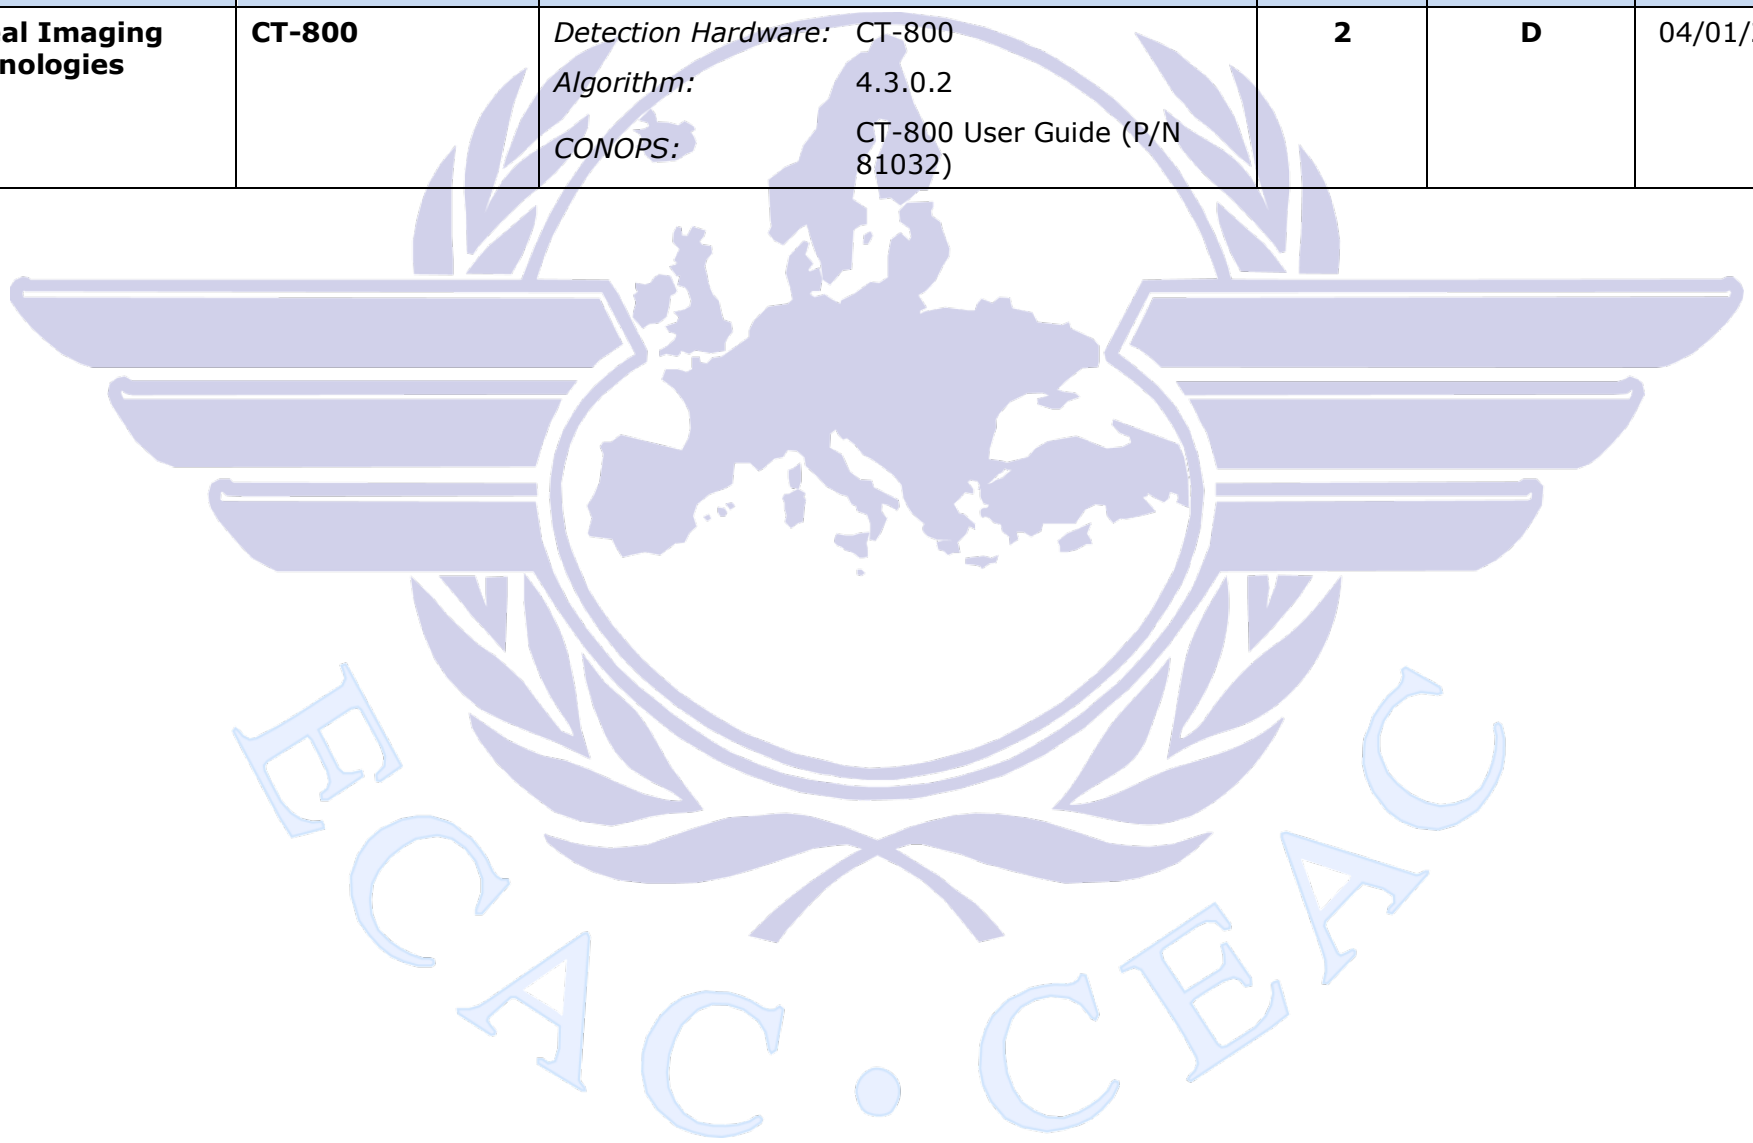 al Imaging CT-800 Detection Hardware: CT-800 2 D 04/01/
nologies
Algorithm: 4.3.0.2
CONOPS: CT-800 User Guide (P/N
81032)
ECAC • CEAC